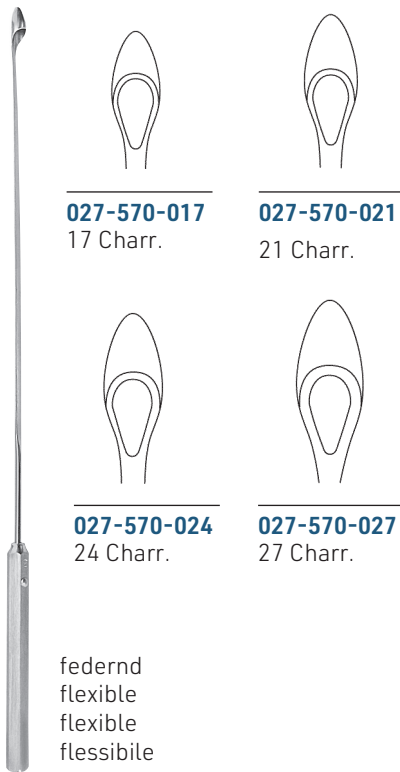 027-570-017
17 Charr.
027-570-021
21 Charr.
027-570-024
24 Charr.
027-570-027
27 Charr.
federnd
flexible
flexible
flessibile